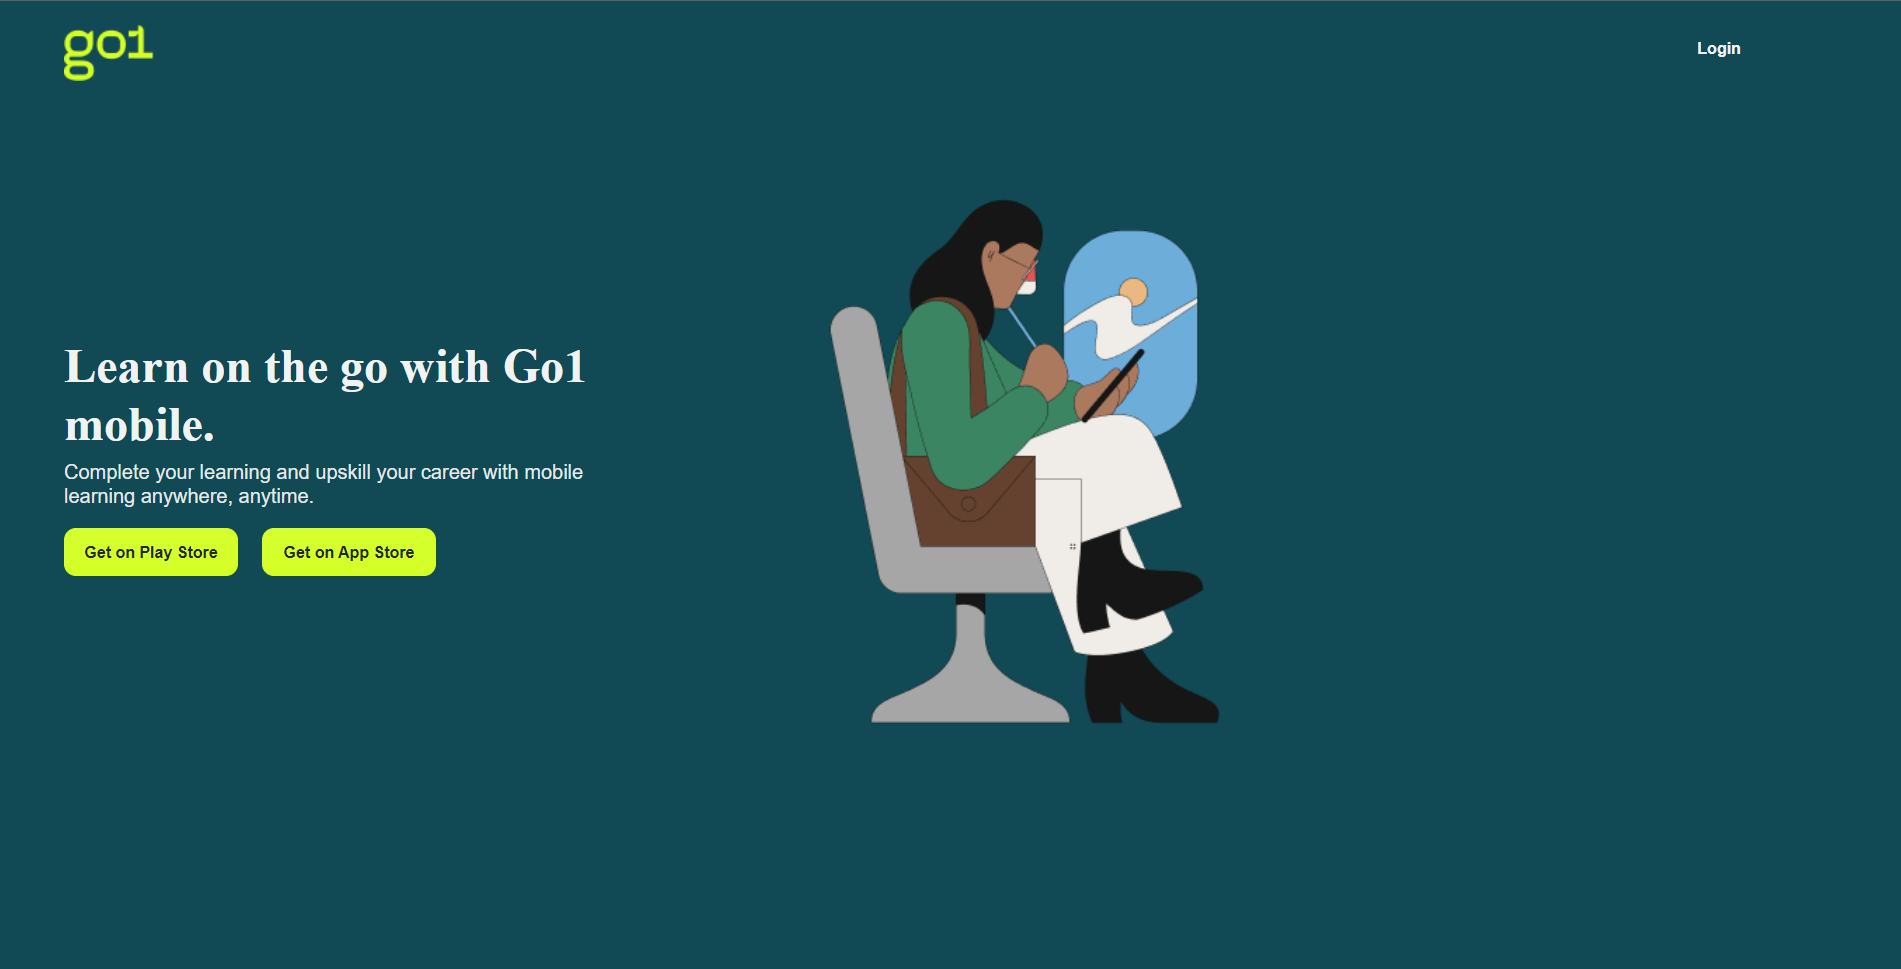 go1
Login
Learn on the go with Go1
mobile.
Complete your learning and upskill your career with mobile
learning anywhere, anytime.
Get on Play Store
Get on App Store